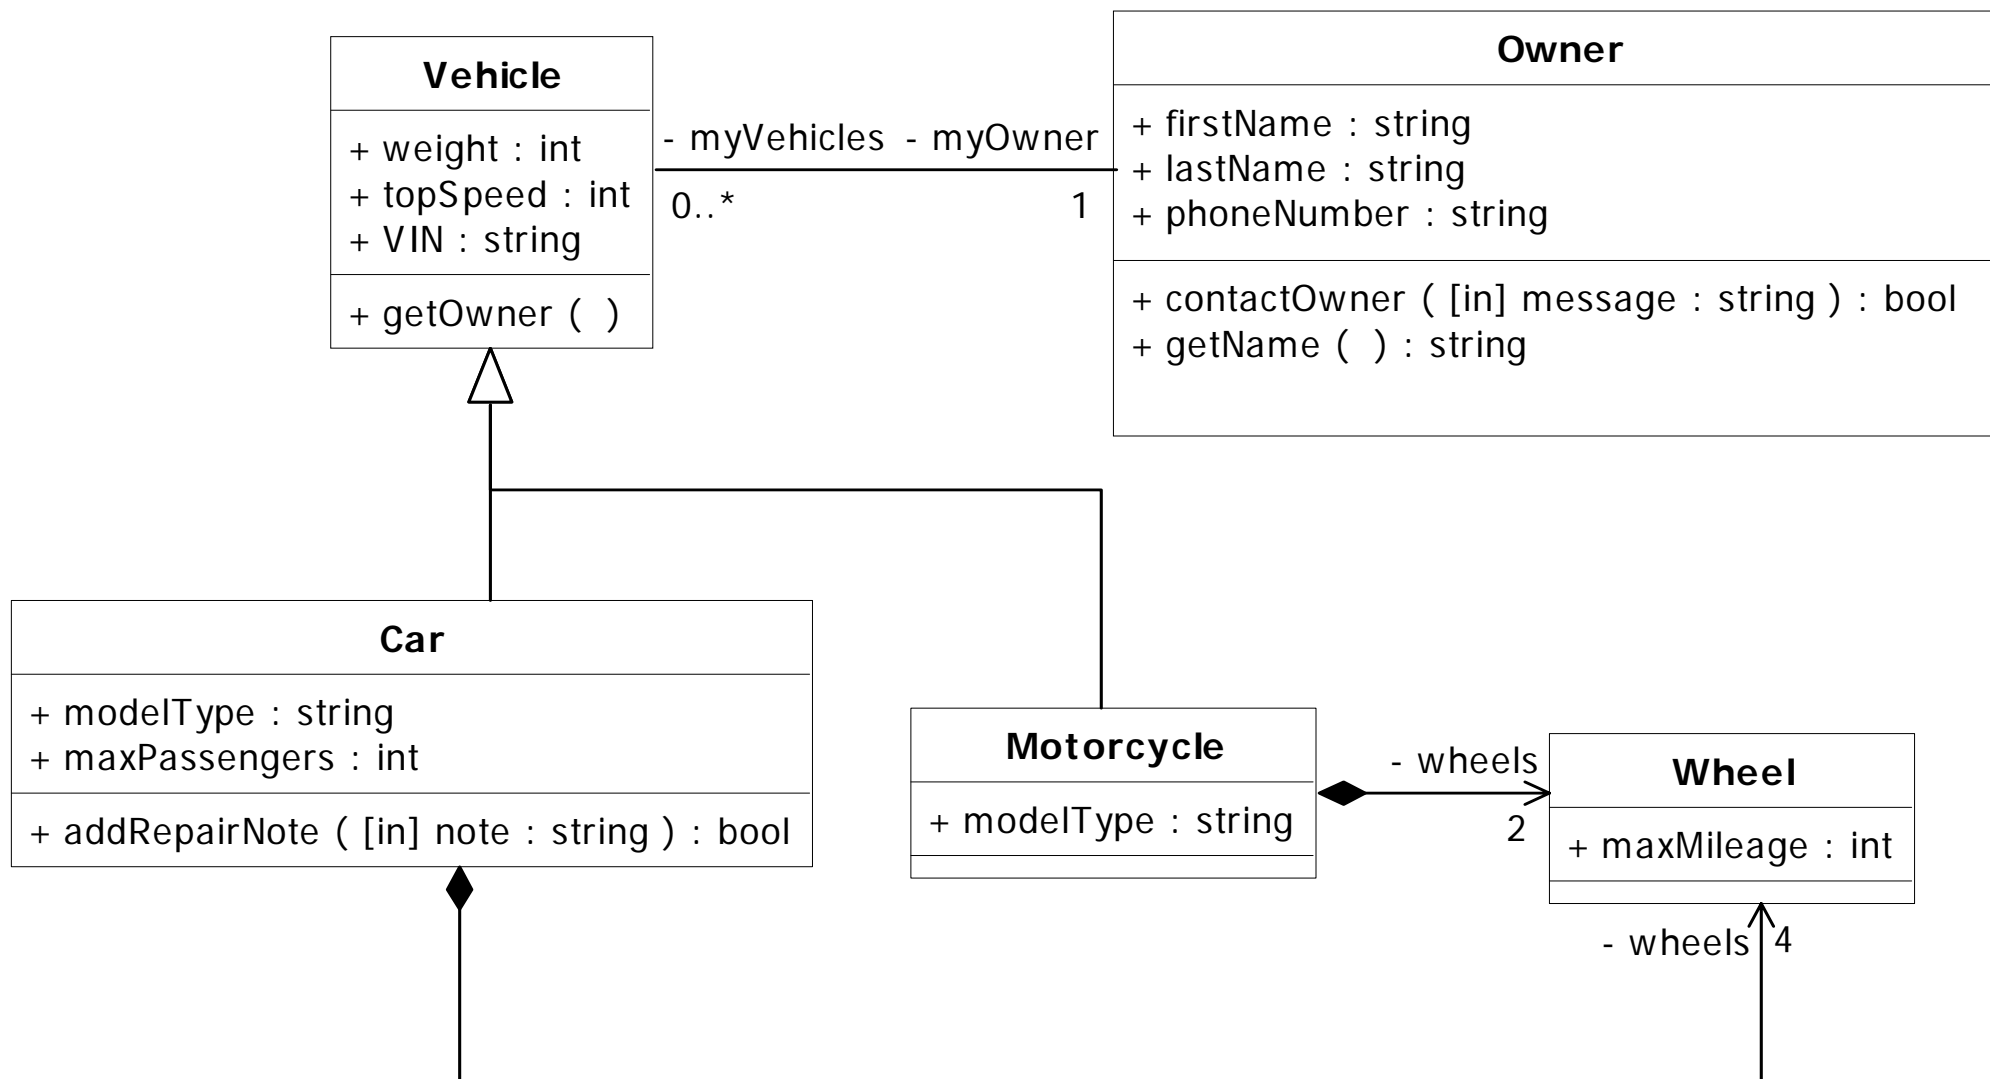 Vehicle
+ weight : int
+ topSpeed : int
+ VIN : string
+ getOwner ( )
- myVehicles - myOwner
0..* 1
Owner
+ firstName : string
+ lastName : string
+ phoneNumber : string
+ contactOwner ( [in] message : string ) : bool
+ getName ( ) : string
Car
+ modelType : string
+ maxPassengers : int
+ addRepairNote ( [in] note : string ) : bool
Motorcycle
+ modelType : string
- wheels
2
Wheel
+ maxMileage : int
- wheels 4